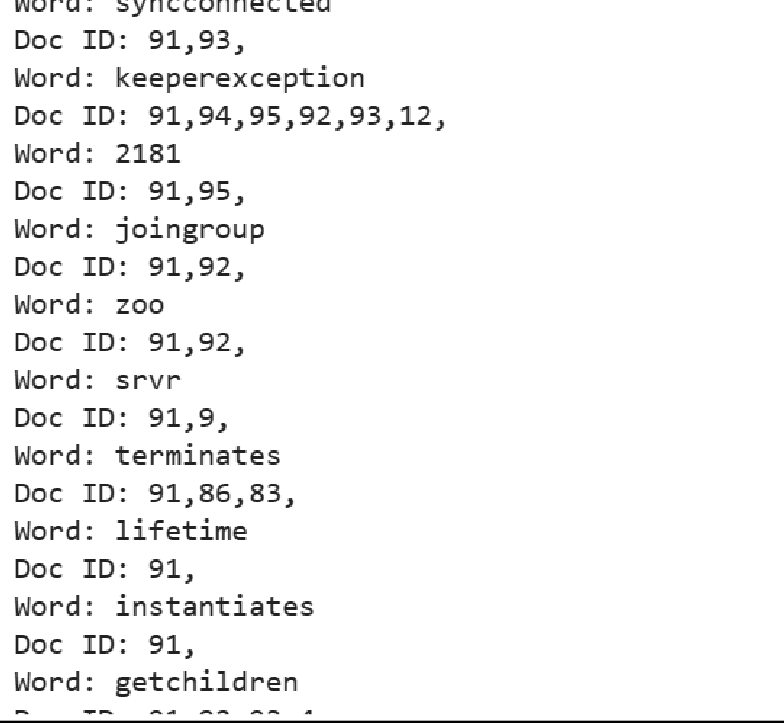 Word: syncconnected
Doc ID: 91,93,
Word: keeperexception
Doc ID: 91,94,95,92,93,12,
Word: 2181
Doc ID: 91,95,
Word: joingroup
Doc ID: 91,92,
Word: zoo
Doc ID: 91,92,
Word: srvr
Doc ID: 91,9,
Word: terminates
Doc ID: 91,86,83,
Word: lifetime
Doc ID: 91,
Word: instantiates
Doc ID: 91,
Word: getchildren
Doc ID: